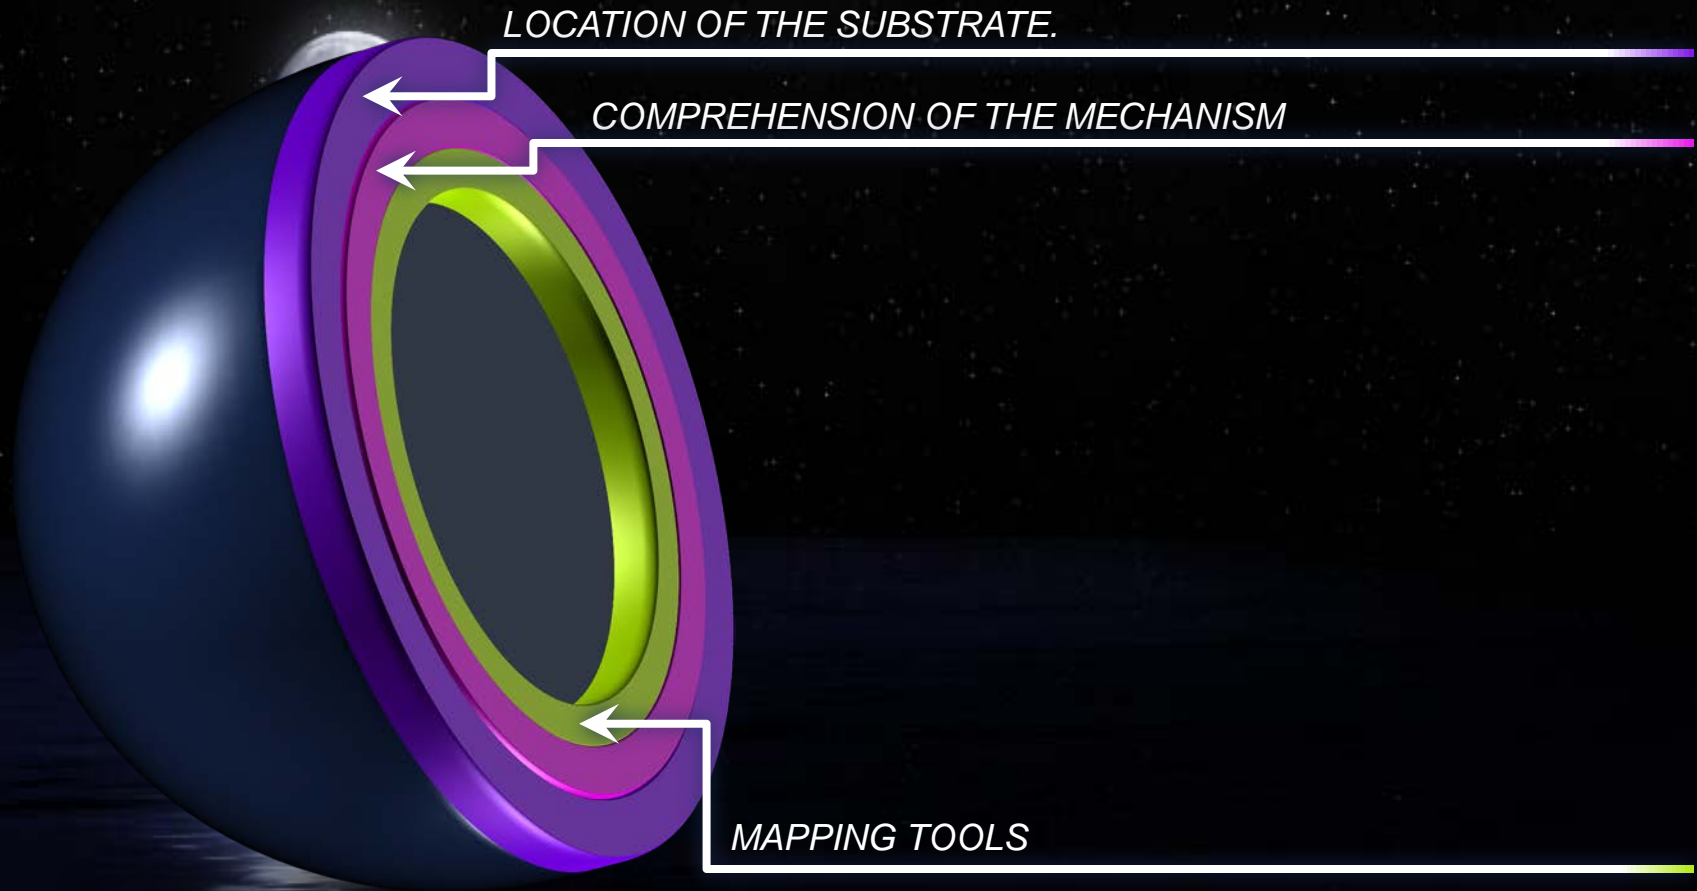 LOCATION OF THE SUBSTRATE.
COMPREHENSION OF THE MECHANISM
MAPPING TOOLS